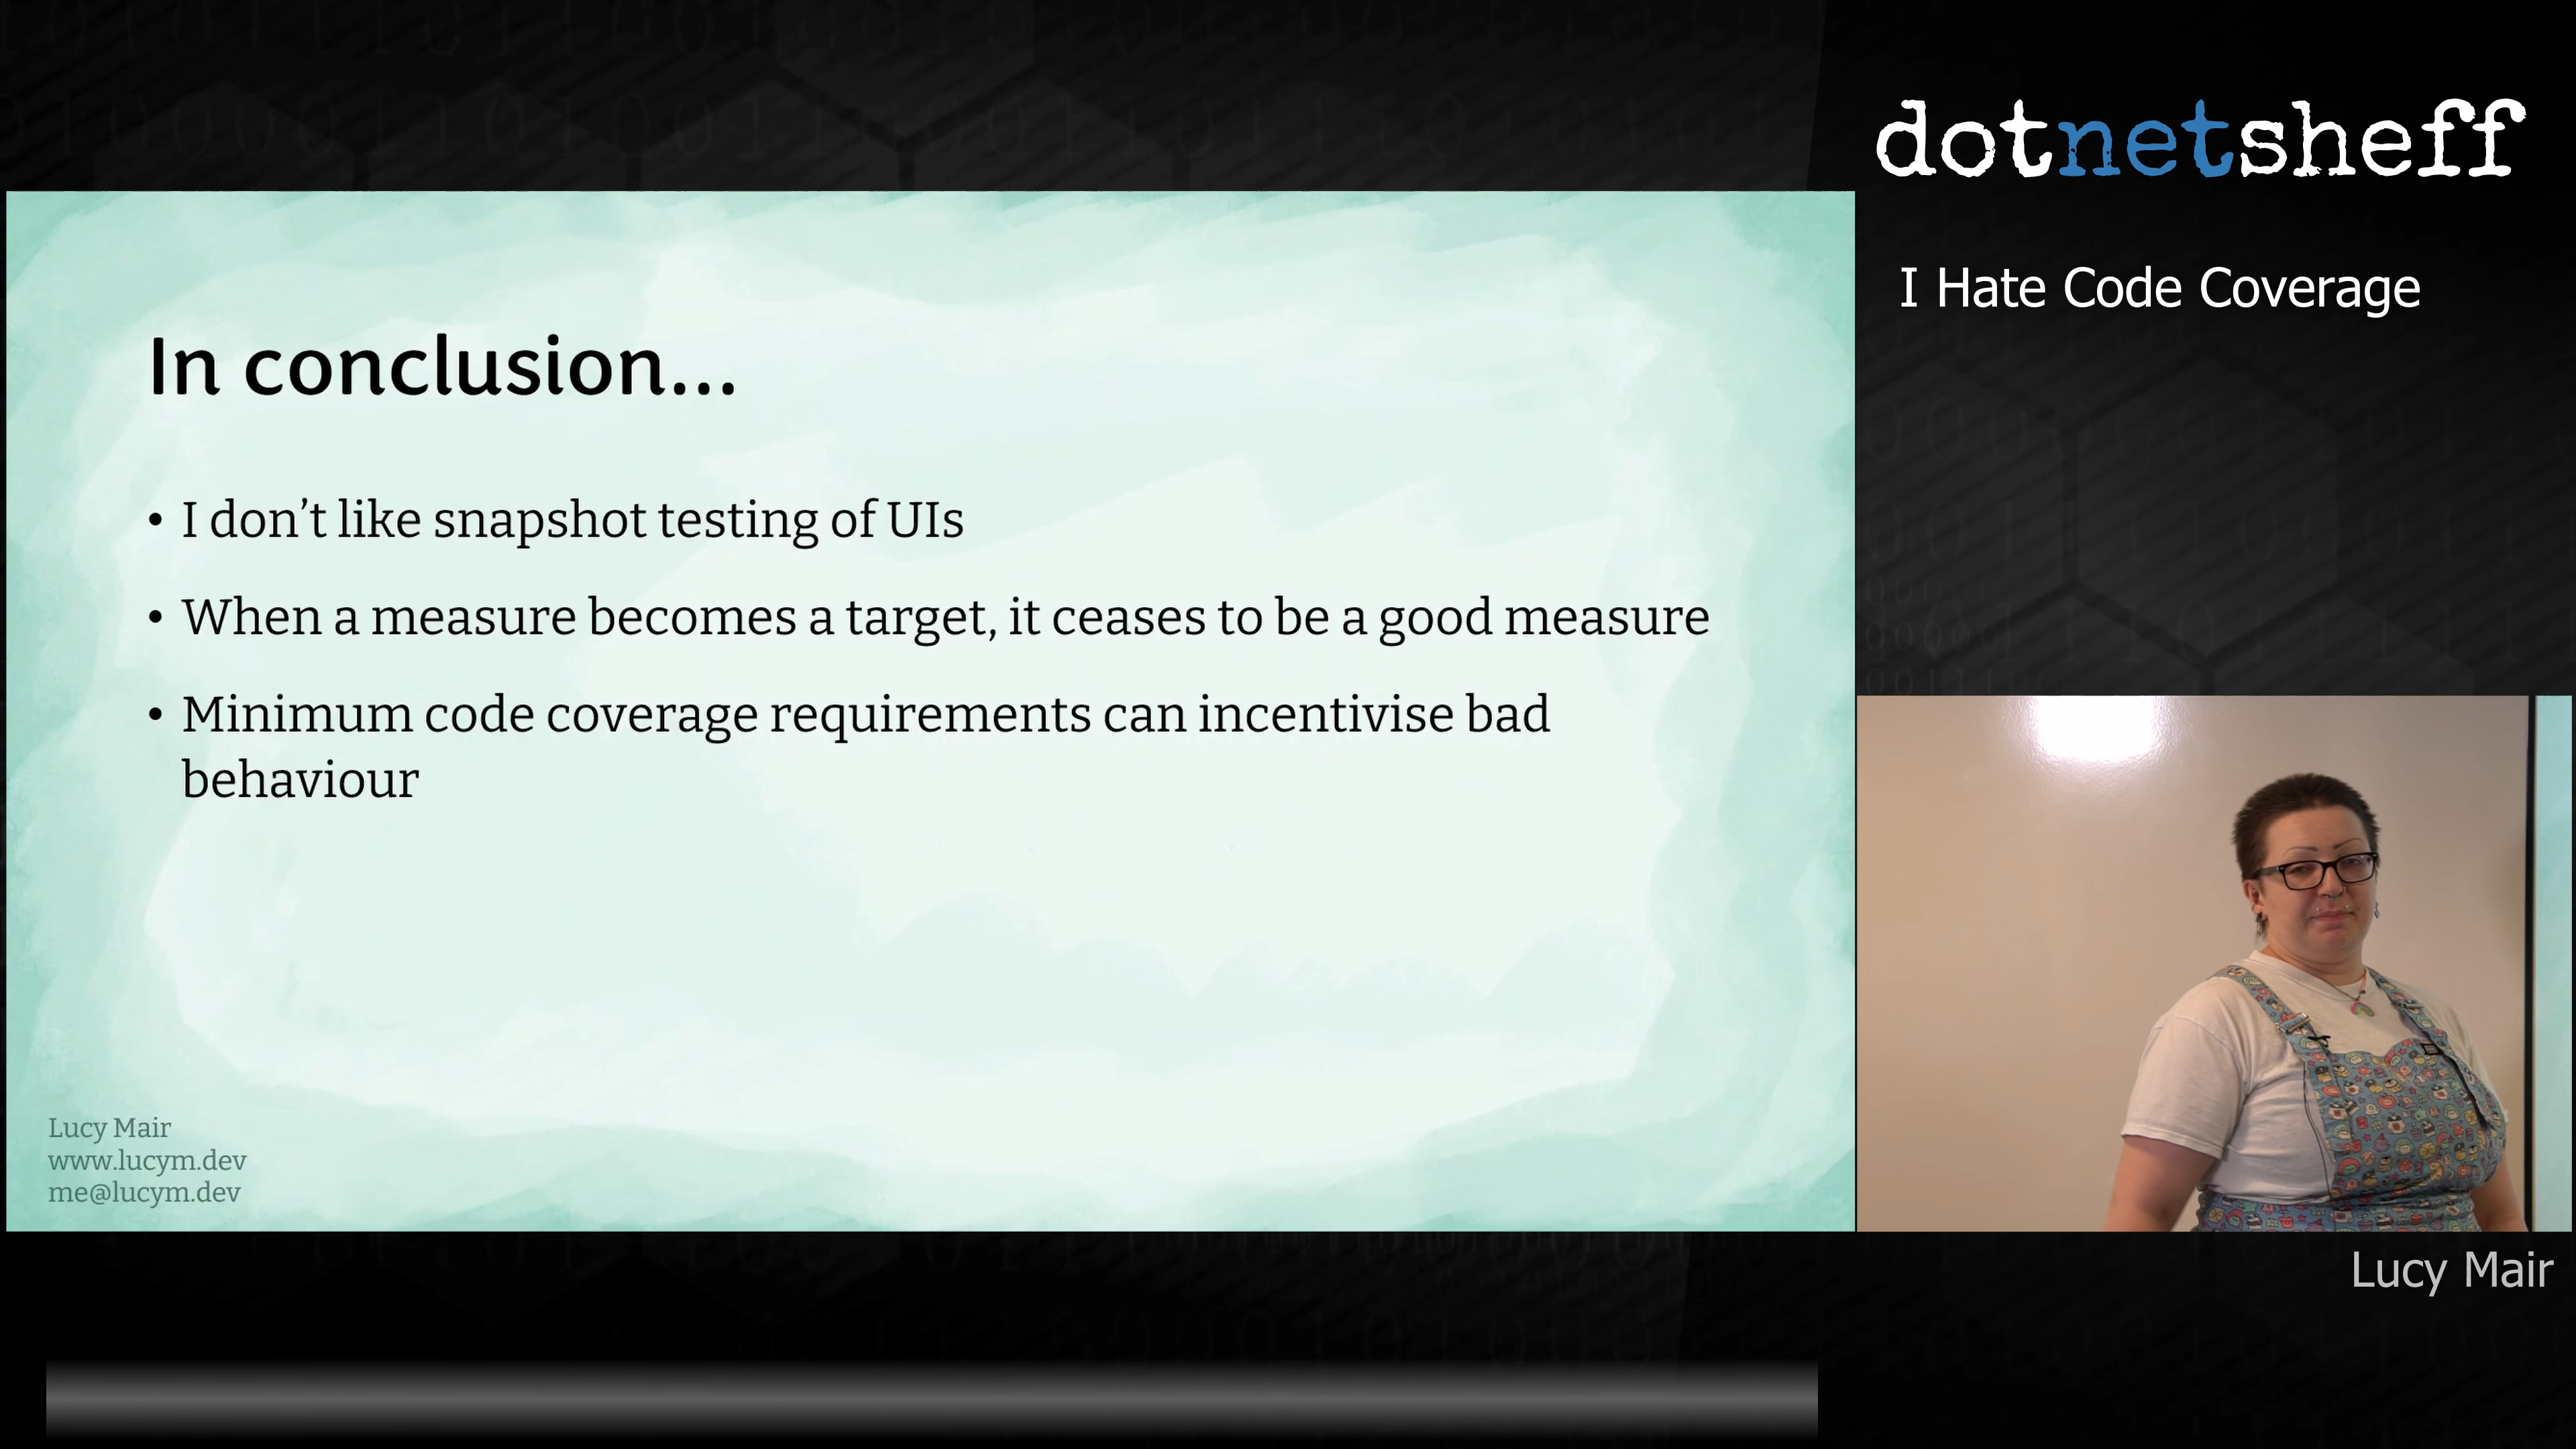 dotnetsheff
I Hate Code Coverage
In conclusion...
• I don’t like snapshot testing of UIs
• When a measure becomes a target, it ceases to be a good measure
• Minimum code coverage requirements can incentivise bad
behaviour
Lucy Mair
www.lucym.dev
me@lucym.dev
Lucy Mair